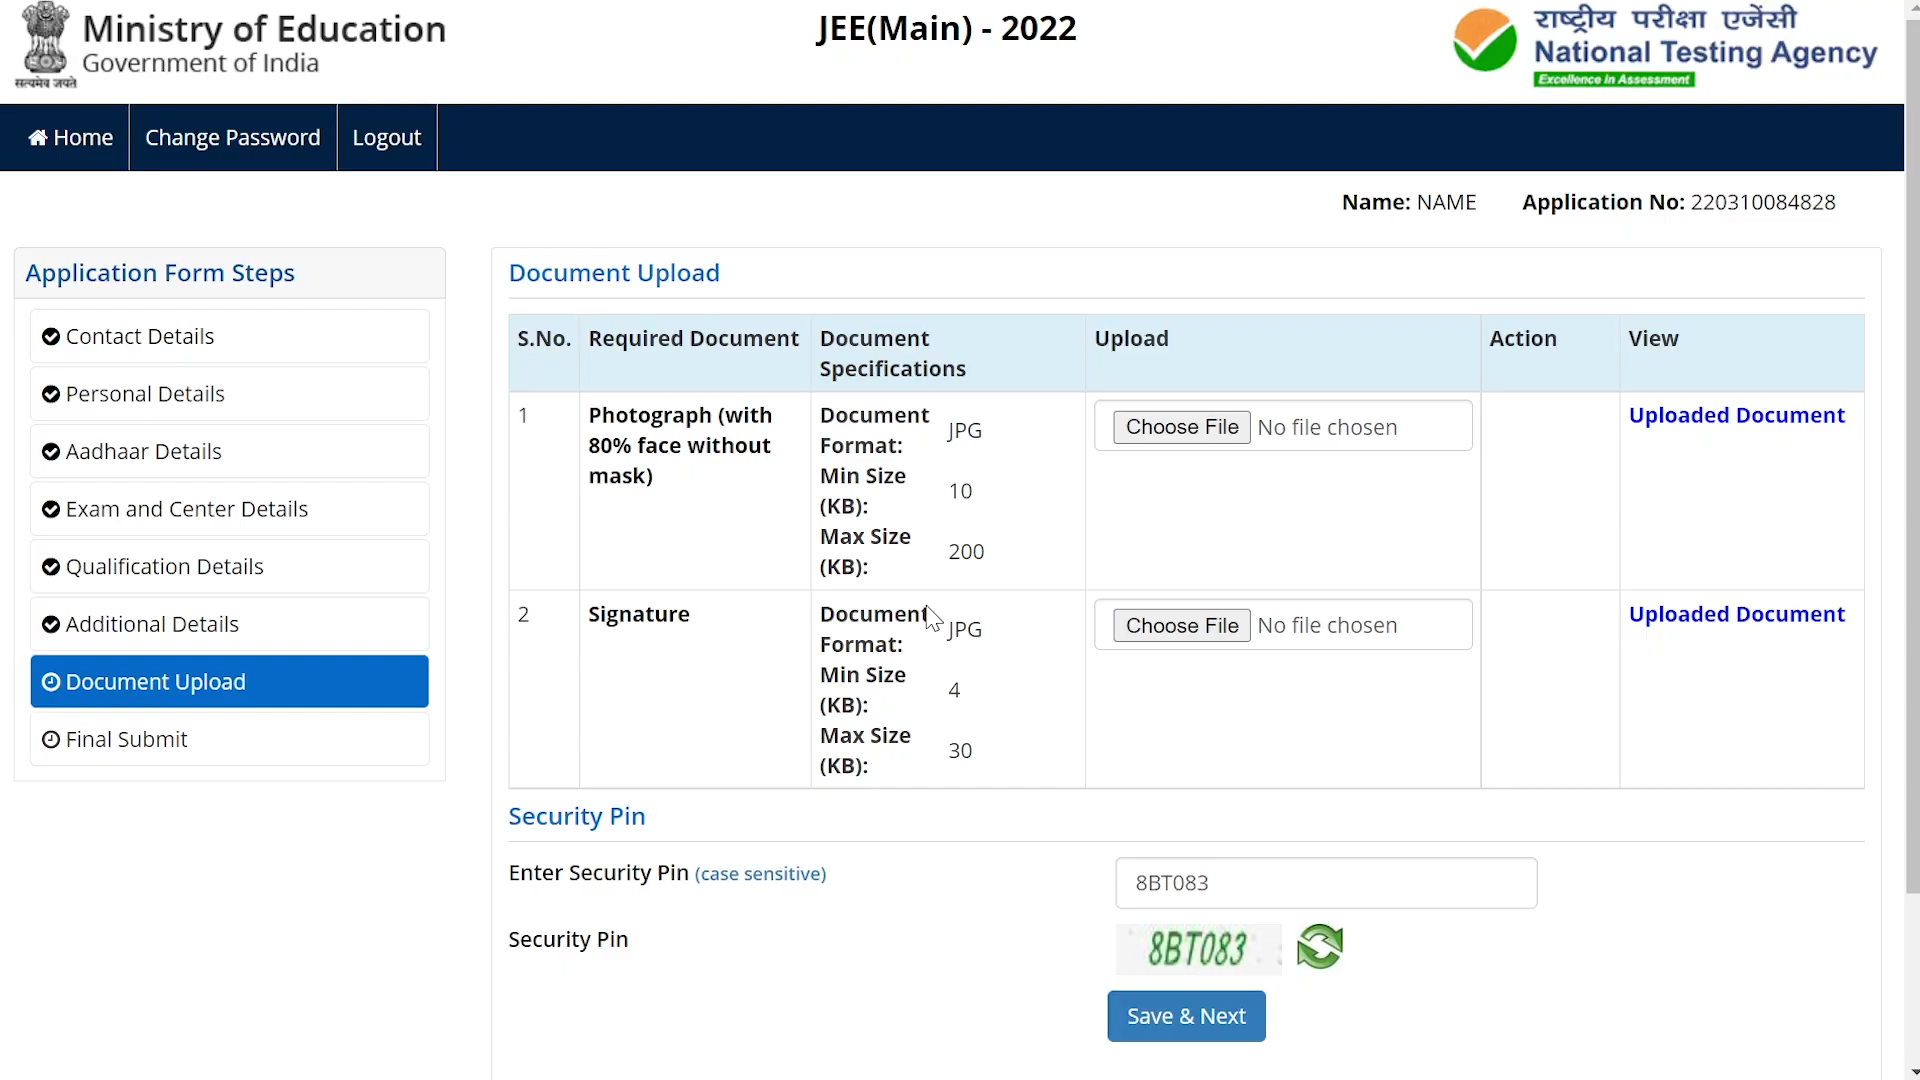 सत्यमेव जयते
Ministry of Education
Government of India
JEE(Main) - 2022
राष्ट्रीय परीक्षा एजेंसी
National Testing Agency
Excellence in Assessment
Home
Change Password
Logout
Name: NAME
Application No: 220310084828
Application Form Steps
Contact Details
Personal Details
Aadhaar Details
Exam and Center Details
Qualification Details
Additional Details
Document Upload
Final Submit
Document Upload
S.No.
Required Document
Document
Specifications
Upload
Action
View
1
Photograph (with
80% face without
mask)
Document
Format:
JPG
Min Size
(KB):
10
Max Size
(KB):
200
Choose File No file chosen
Uploaded Document
2
Signature
Document
Format:
JPG
Min Size
(KB):
4
Max Size
(KB):
30
Choose File No file chosen
Uploaded Document
Security Pin
Enter Security Pin (case sensitive)
8BT083
Security Pin
8BT083
Save & Next